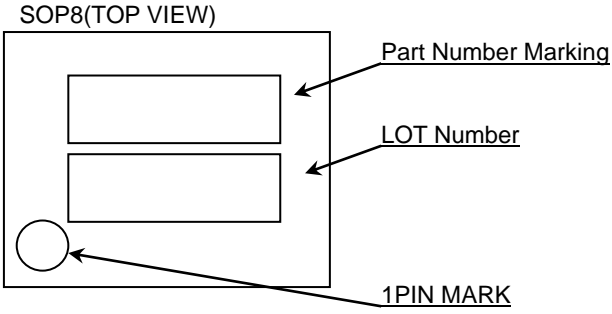 SOP8(TOP VIEW)
Part Number Marking
LOT Number
1PIN MARK